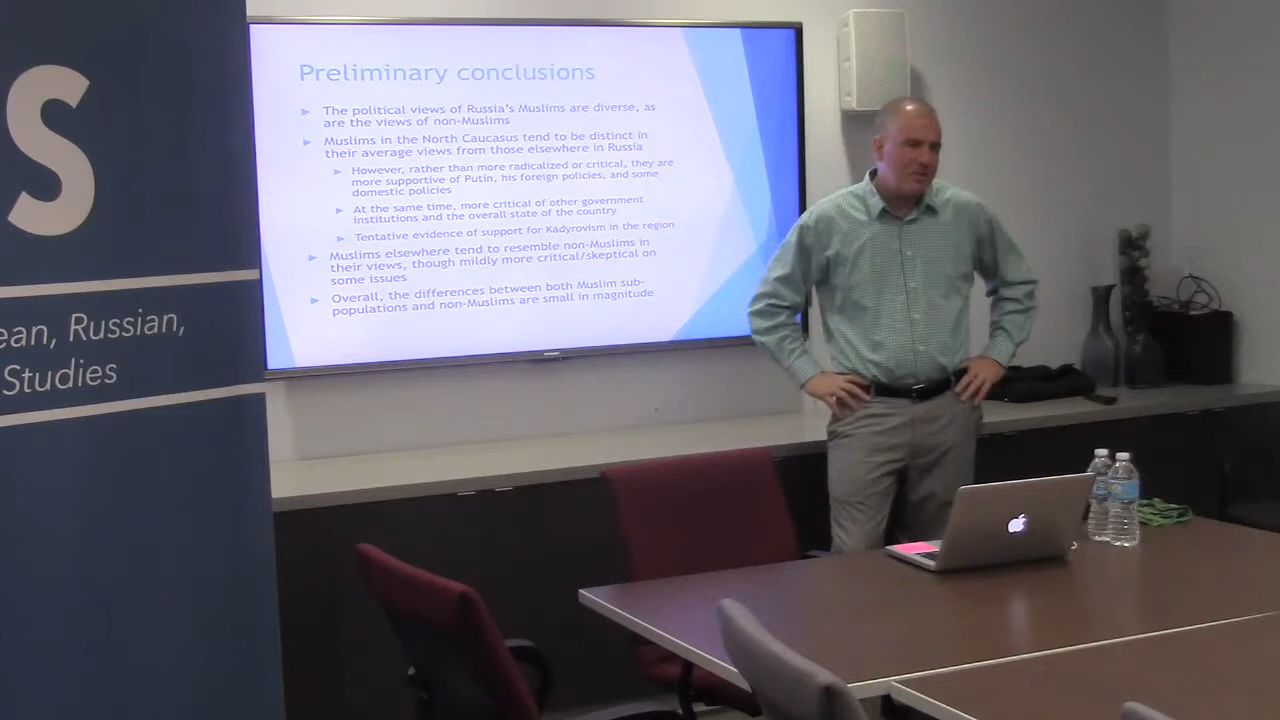 S
ean, Russian,
Studies
Preliminary conclusions
The political views of Russia's Muslims are diverse, as
are the views of non-Muslims
Muslims in the North Caucasus tend to be distinct in
their average views from those elsewhere in Russia
However, rather than more radicalized or critical, they are
more supportive of Putin, his foreign policies, and some
domestic policies
At the same time, more critical of other government
institutions and the overall state of the country
Tentative evidence of support for Kadyrovism in the region
Muslims elsewhere tend to resemble non-Muslims in
their views, though mildly more critical/skeptical on
some issues
Overall, the differences between both Muslim sub-
populations and non-Muslims are small in magnitude